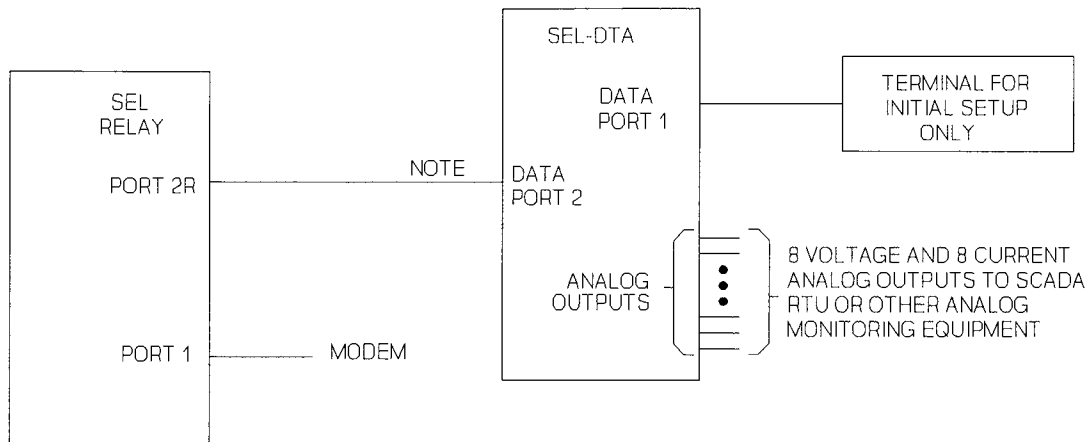 SEL
RELAY
PORT 2R
PORT 1
MODEM
NOTE
SEL-DTA
DATA
PORT 1
DATA
PORT 2
ANALOG
OUTPUTS
TERMINAL FOR
INITIAL SETUP
ONLY
8 VOLTAGE AND 8 CURRENT
ANALOG OUTPUTS TO SCADA
RTU OR OTHER ANALOG
MONITORING EQUIPMENT